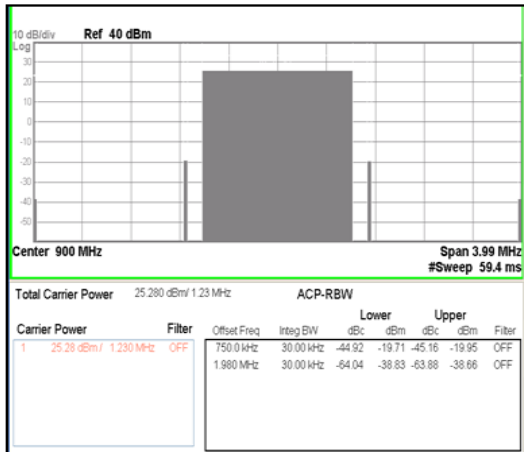 10 dB/div Ref 40 dBm
Log
30
20
10
0
-10
-20
-30
-40
-50
Center 900 MHz Span 3.99 MHz
#Sweep 59.4 ms
Total Carrier Power 25.280 dBm/ 1.23 MHz ACP-RBW
Lower Upper
Carrier Power Filter Offset Freq Integ BW dBc dBm dBc dBm Filter
1 25.28 dBm / 1.230 MHz OFF 750.0 kHz 30.00 kHz -44.92 -19.71 -45.16 -19.95 OFF
1.980 MHz 30.00 kHz -64.04 -38.83 -63.88 -38.66 OFF